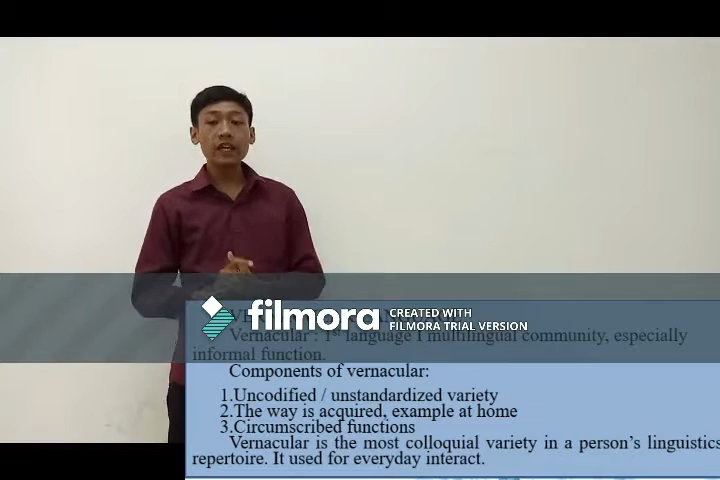 filmora CREATED WITH
FILMORA TRIAL VERSION
Vernacular : 1st language I multilingual community, especially
informal function.
Components of vernacular:
1.Uncodified / unstandardized variety
2.The way is acquired, example at home
3.Circumscribed functions
Vernacular is the most colloquial variety in a person's linguistics
repertoire. It used for everyday interact.